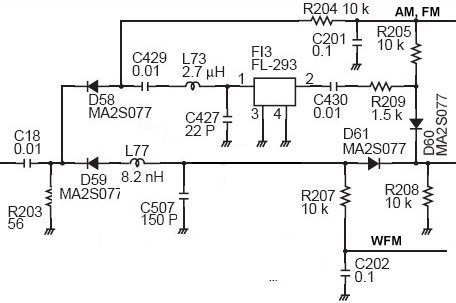 R204 10 k
AM, FM
C201
0.1
R205
10 k
C429
0.01
L73
2.7 µH
FI3
FL-293
1
2
3
4
D58
MA2S077
C427
22 P
C430
0.01
R209
1.5 k
D60
MA2S077
C18
0.01
D61
MA2S077
D59
MA2S077
L77
8.2 nH
R203
56
C507
150 P
R207
10 k
R208
10 k
WFM
C202
0.1
...